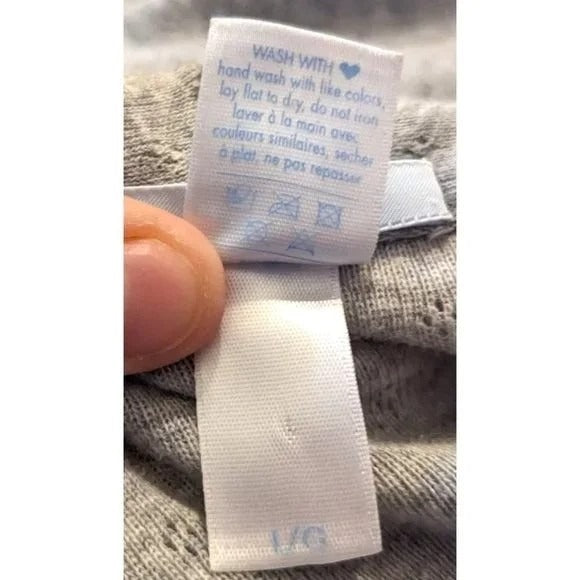 WASH WITH ♥
hand wash with like colors,
lay flat to dry, do not iron
laver à la main avec
couleurs similaires, secher
à plat, ne pas repasser
L/G